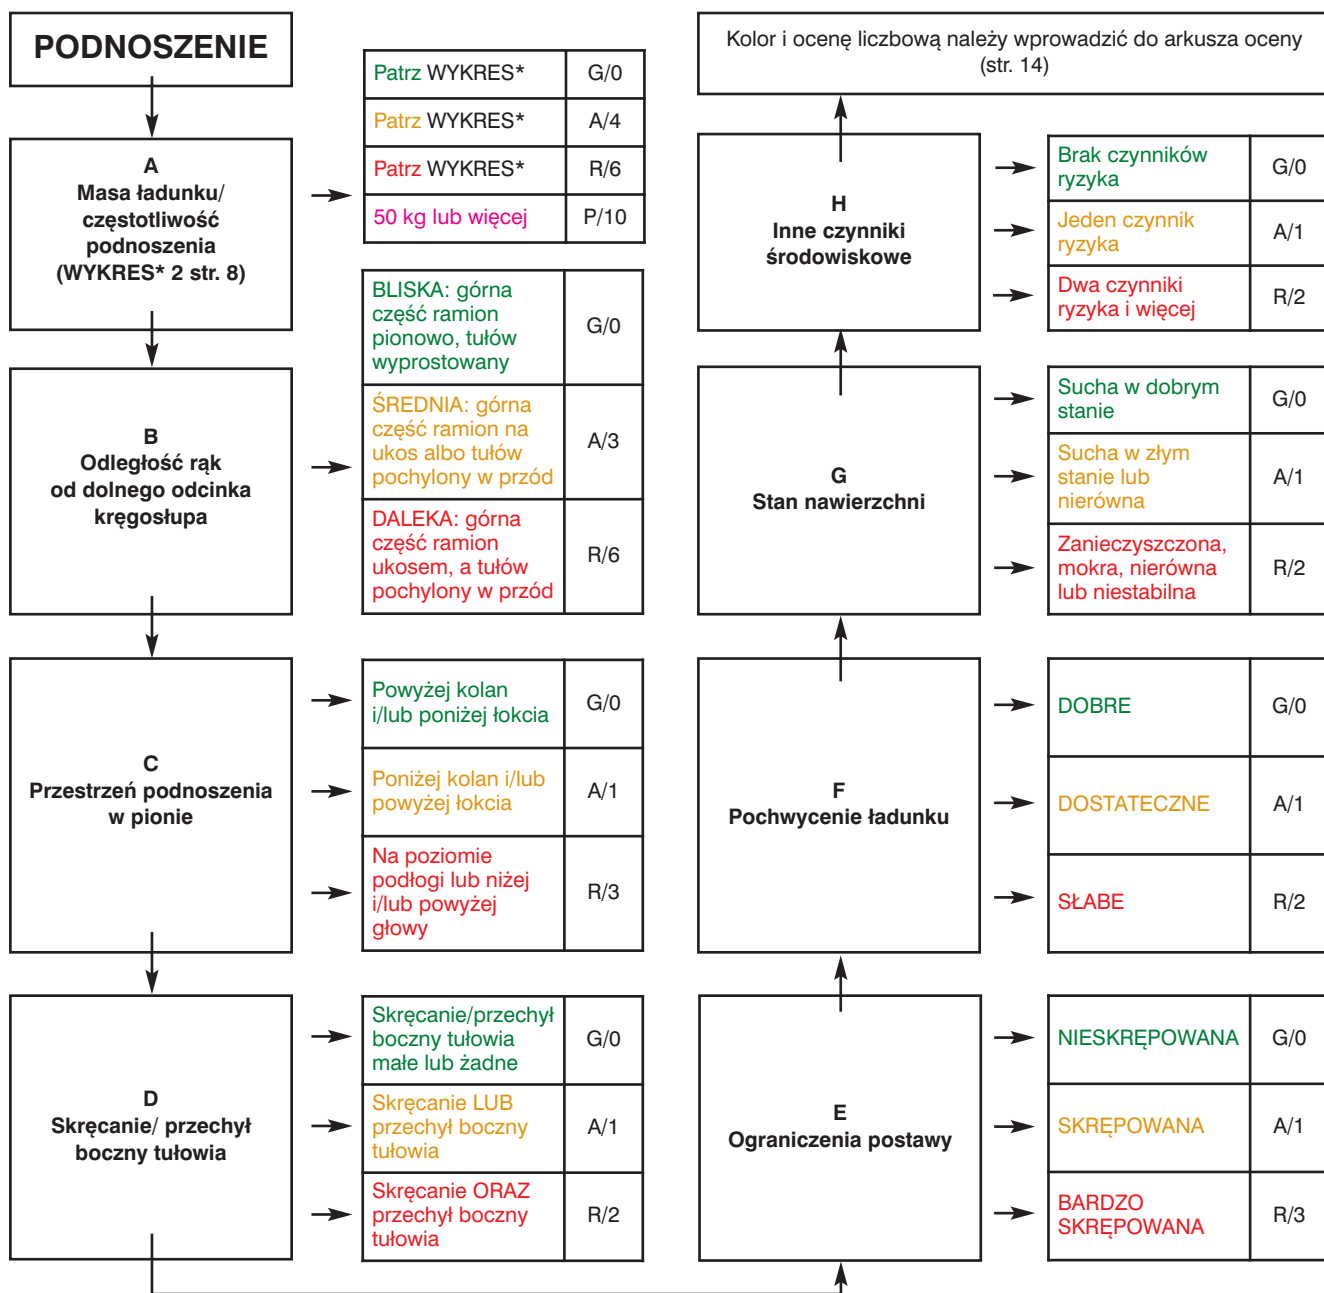 PODNOSZENIE
A
Masa ładunku/
częstotliwość
podnoszenia
(WYKRES* 2 str. 8)
Patrz WYKRES*
G/0
Patrz WYKRES*
A/4
Patrz WYKRES*
R/6
50 kg lub więcej
P/10
B
Odległość rąk
od dolnego odcinka
kręgosłupa
BLISKA: górna
część ramion
pionowo, tułów
wyprostowany
G/0
ŚREDNIA: górna
część ramion na
ukos albo tułów
pochylony w przód
A/3
DALEKA: górna
część ramion
ukosem, a tułów
pochylony w przód
R/6
C
Przestrzeń podnoszenia
w pionie
Powyżej kolan
i/lub poniżej łokcia
G/0
Poniżej kolan i/lub
powyżej łokcia
A/1
Na poziomie
podłogi lub niżej
i/lub powyżej
głowy
R/3
D
Skręcanie/ przechył
boczny tułowia
Skręcanie/przechył
boczny tułowia
małe lub żadne
G/0
Skręcanie LUB
przechył boczny
tułowia
A/1
Skręcanie ORAZ
przechył boczny
tułowia
R/2
E
Ograniczenia postawy
NIESKRĘPOWANA
G/0
SKRĘPOWANA
A/1
BARDZO
SKRĘPOWANA
R/3
F
Pochwycenie ładunku
DOBRE
G/0
DOSTATECZNE
A/1
SŁABE
R/2
G
Stan nawierzchni
Sucha w dobrym
stanie
G/0
Sucha w złym
stanie lub
nierówna
A/1
Zanieczyszczona,
mokra, nierówna
lub niestabilna
R/2
H
Inne czynniki
środowiskowe
Brak czynników
ryzyka
G/0
Jeden czynnik
ryzyka
A/1
Dwa czynniki
ryzyka i więcej
R/2
Kolor i ocenę liczbową należy wprowadzić do arkusza oceny
(str. 14)